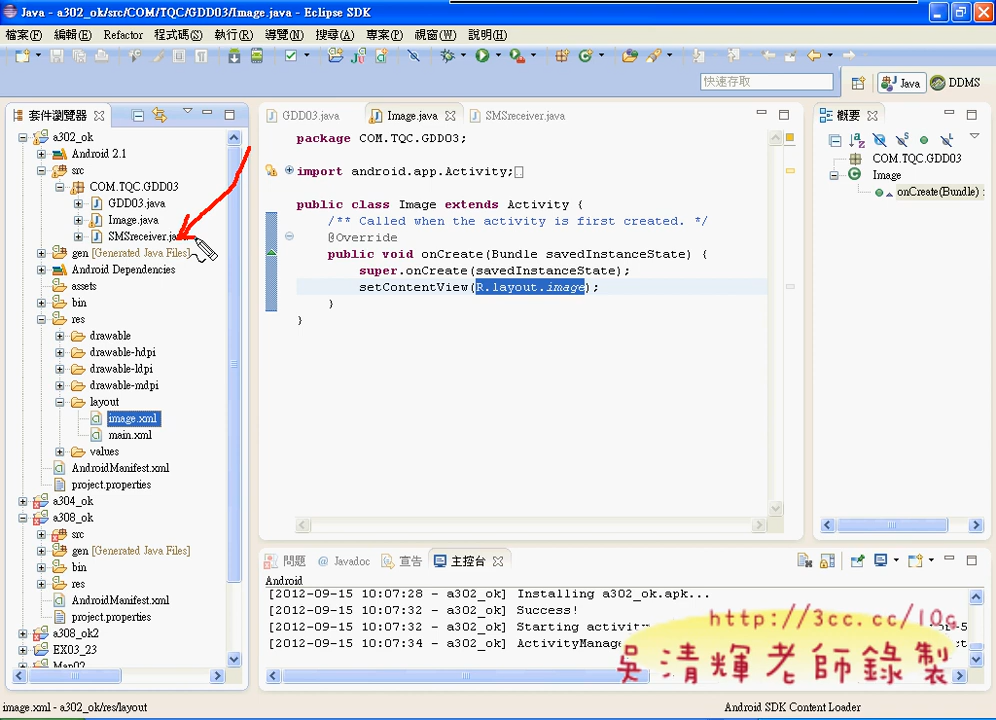 Java - a302_ok/src/COM/TQC/GDD03/Image.java - Eclipse SDK
檔案(F) 編輯(E) Refactor 程式碼(S) 執行(R) 導覽(N) 搜尋(A) 專案(P) 視窗(W) 說明(H)
快速存取 Java DDMS
套件瀏覽器
a302_ok
Android 2.1
src
COM.TQC.GDD03
GDD03.java
Image.java
SMSreceiver.ja
gen [Generated Java Files]
Android Dependencies
assets
bin
res
drawable
drawable-hdpi
drawable-ldpi
drawable-mdpi
layout
image.xml
main.xml
values
AndroidManifest.xml
project.properties
a304_ok
a308_ok
src
gen [Generated Java Files]
bin
res
AndroidManifest.xml
project.properties
a308_ok2
EX03_23
Map02
GDD03.java Image.java SMSreceiver.java
package COM.TQC.GDD03;
import android.app.Activity;
public class Image extends Activity {
/** Called when the activity is first created. */
@Override
public void onCreate(Bundle savedInstanceState) {
super.onCreate(savedInstanceState);
setContentView(R.layout.image);
}
}
概要
COM.TQC.GDD03
Image
onCreate(Bundle) :
問題 @ Javadoc 宣告 主控台
Android
[2012-09-15 10:07:28 - a302_ok] Installing a302_ok.apk...
[2012-09-15 10:07:32 - a302_ok] Success!
[2012-09-15 10:07:32 - a302_ok] Starting activit
[2012-09-15 10:07:34 - a302_ok] ActivityManage
http://3cc.cc/10g
吳清輝老師錄製
image.xml - a302_ok/res/layout
Android SDK Content Loader